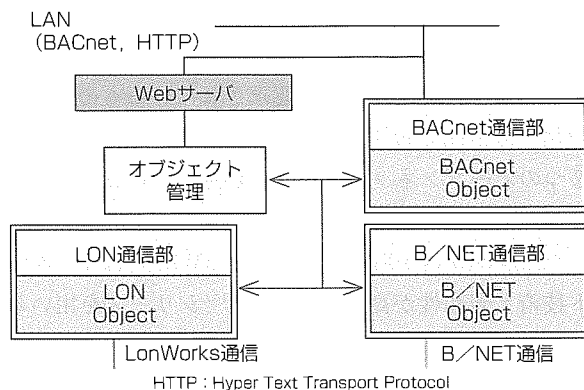 LAN
（BACnet，HTTP）
Webサーバ
BACnet通信部
BACnet
Object
オブジェクト
管理
LON通信部
LON
Object
B／NET通信部
B／NET
Object
LonWorks通信
B／NET通信
HTTP：Hyper Text Transport Protocol